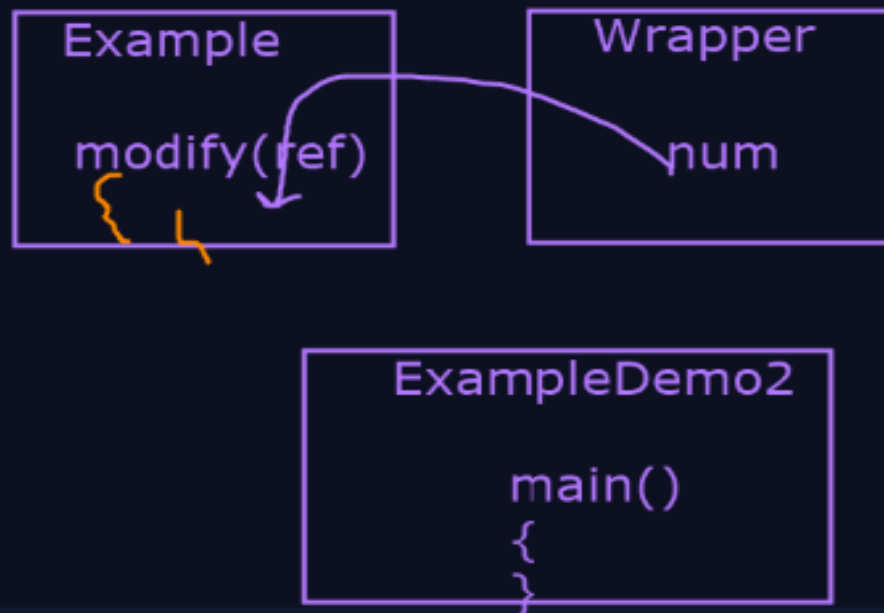 Example
modify(ref)
Wrapper
num
ExampleDemo2
main()
{
}